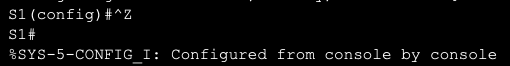 S1(config)#^Z
S1#
%SYS-5-CONFIG_I: Configured from console by console